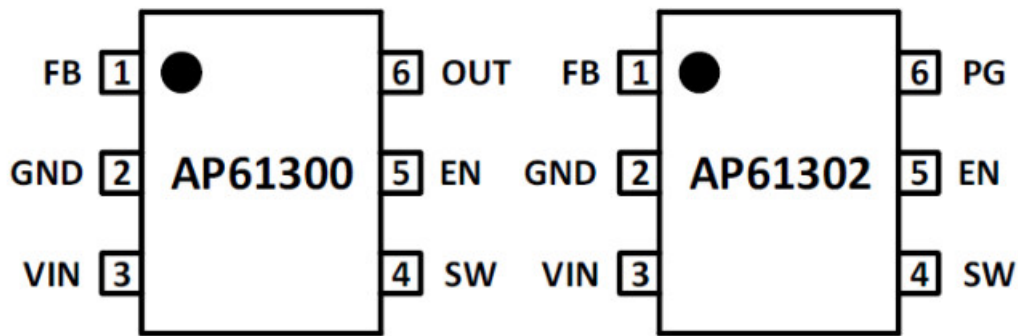 FB 1 6 OUT FB 1 6 PG
GND 2 AP61300 5 EN GND 2 AP61302 5 EN
VIN 3 4 SW VIN 3 4 SW